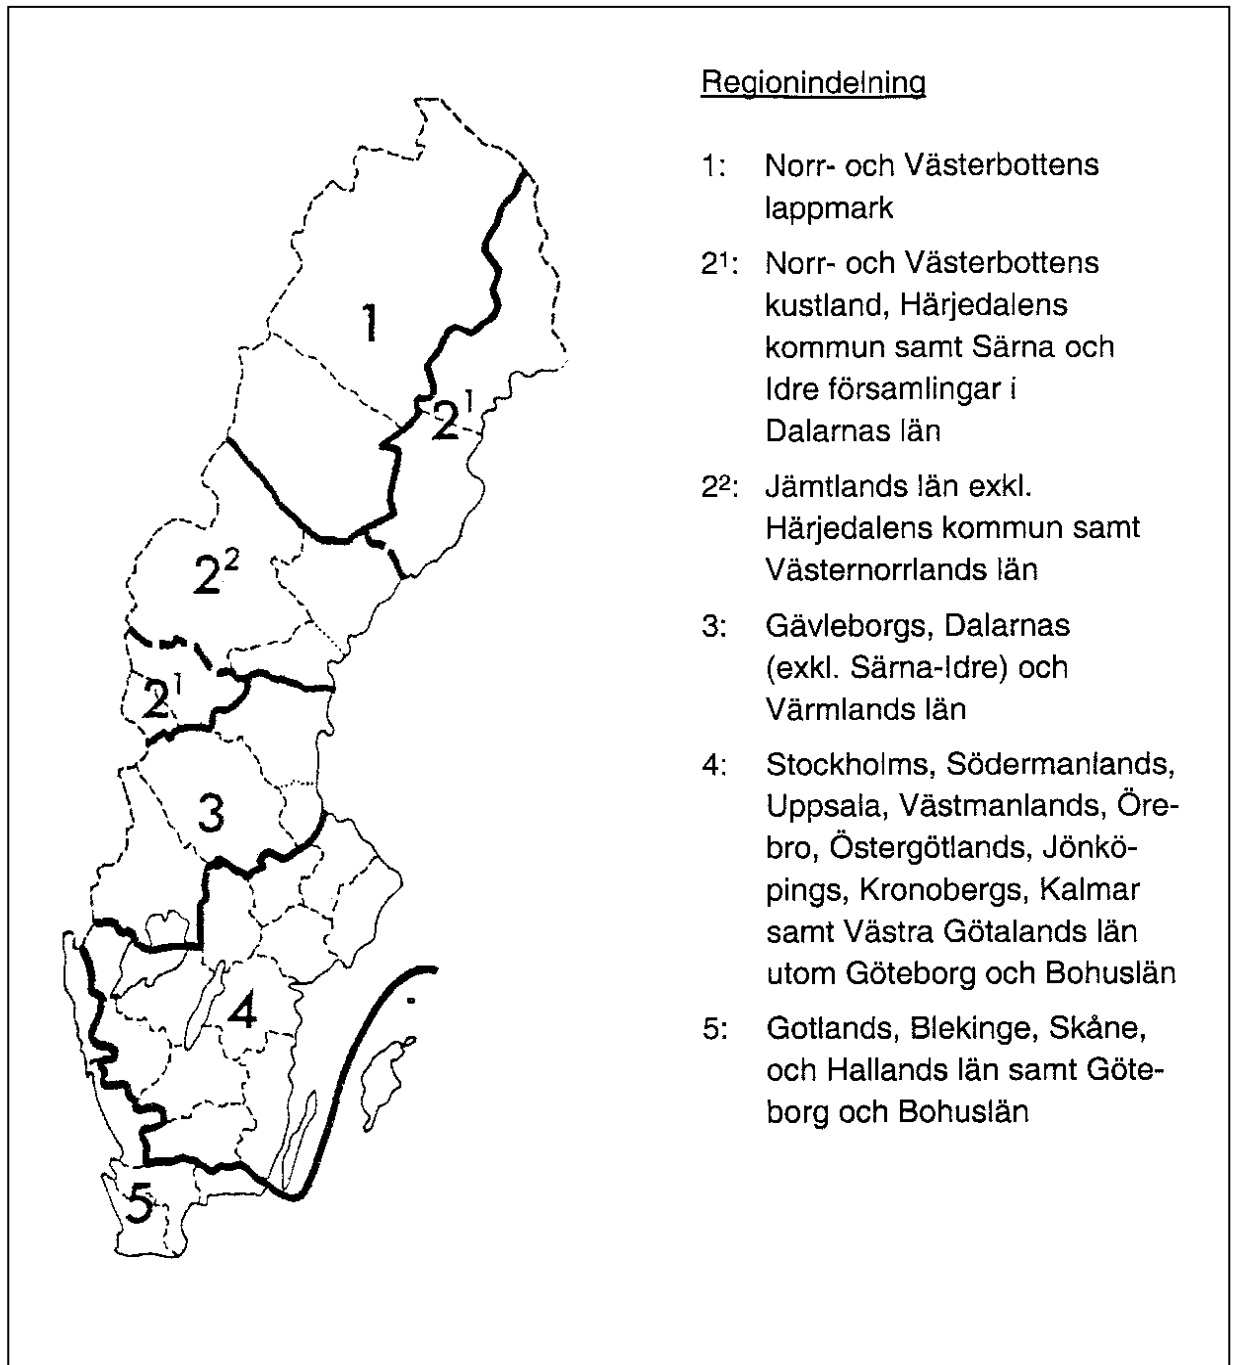 Regionindelning
1: Norr- och Västerbottens
lappmark
2¹: Norr- och Västerbottens
kustland, Härjedalens
kommun samt Särna och
Idre församlingar i
Dalarnas län
2²: Jämtlands län exkl.
Härjedalens kommun samt
Västernorrlands län
3: Gävleborgs, Dalarnas
(exkl. Särna-Idre) och
Värmlands län
4: Stockholms, Södermanlands,
Uppsala, Västmanlands, Öre-
bro, Östergötlands, Jönkö-
pings, Kronobergs, Kalmar
samt Västra Götalands län
utom Göteborg och Bohuslän
5: Gotlands, Blekinge, Skåne,
och Hallands län samt Göte-
borg och Bohuslän
1
2¹
2²
2¹
3
4
5